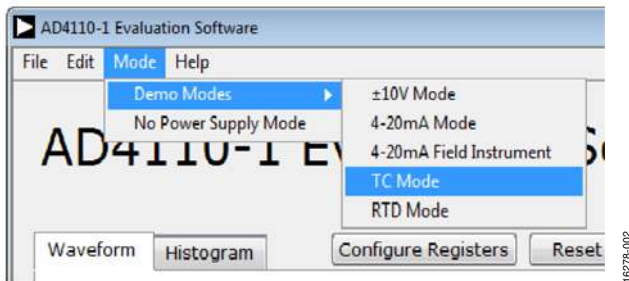 AD4110-1 Evaluation Software
File Edit Mode Help
Demo Modes
No Power Supply Mode
±10V Mode
4-20mA Mode
4-20mA Field Instrument
TC Mode
RTD Mode
AD4110-1 E
Waveform Histogram Configure Registers Reset
16278-002